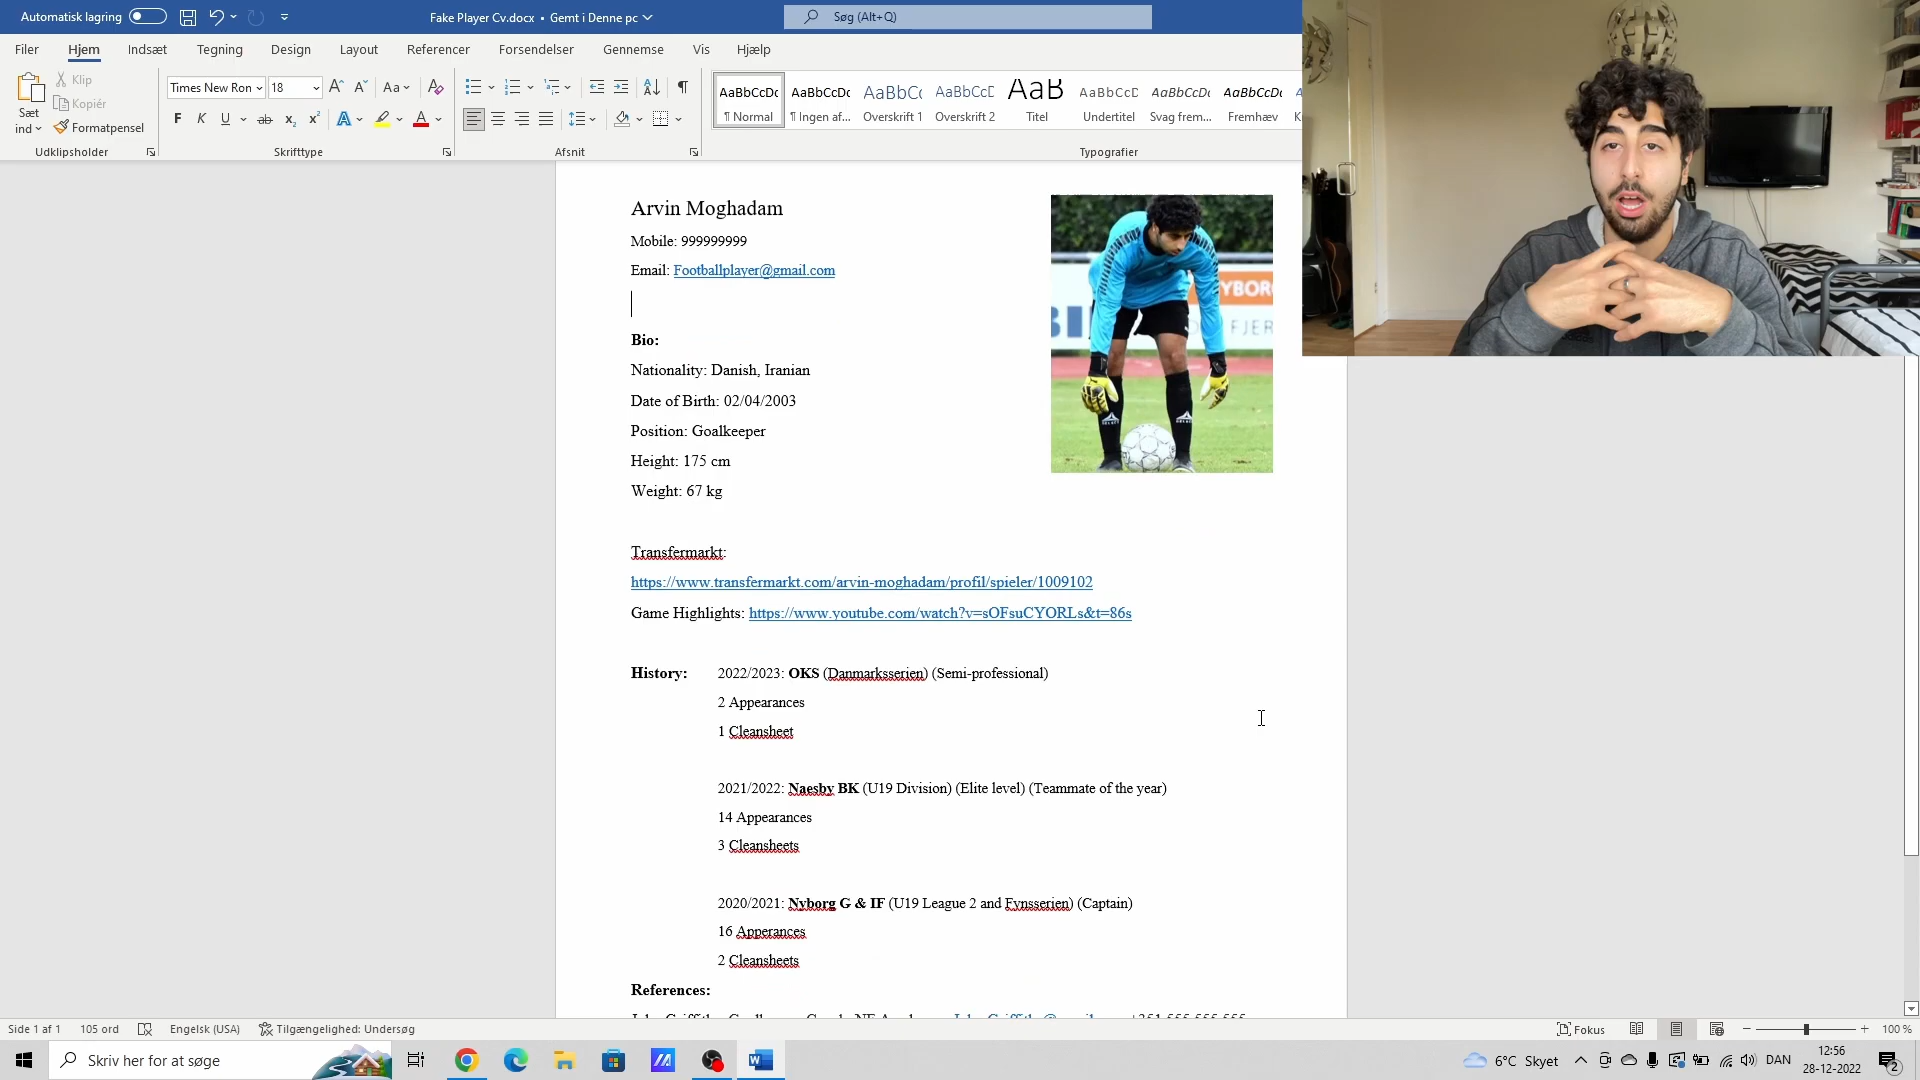 Automatisk lagring
Fake Player Cv.docx • Gemt i Denne pc
Søg (Alt+Q)
Filer Hjem Indsæt Tegning Design Layout Referencer Forsendelser Gennemse Vis Hjælp
Sæt ind
Klip
Kopiér
Formatpensel
Udklipsholder
Times New Ron 18
F K U
Skrifttype
Afsnit
AaBbCcDc AaBbCcDc AaBbC( AaBbCcD AaB AaBbCcD AaBbCcDc AaBbCcDc
¶ Normal ¶ Ingen af... Overskrift 1 Overskrift 2 Titel Undertitel Svag frem... Fremhæv
Typografier
Arvin Moghadam
Mobile: 999999999
Email: Footballplayer@gmail.com
Bio:
Nationality: Danish, Iranian
Date of Birth: 02/04/2003
Position: Goalkeeper
Height: 175 cm
Weight: 67 kg
Transfermarkt:
https://www.transfermarkt.com/arvin-moghadam/profil/spieler/1009102
Game Highlights: https://www.youtube.com/watch?v=sOFsuCYORLs&t=86s
History: 2022/2023: OKS (Danmarksserien) (Semi-professional)
2 Appearances
1 Cleansheet
2021/2022: Naesby BK (U19 Division) (Elite level) (Teammate of the year)
14 Appearances
3 Cleansheets
2020/2021: Nyborg G & IF (U19 League 2 and Fynsserien) (Captain)
16 Apperances
2 Cleansheets
References:
Side 1 af 1 105 ord Engelsk (USA) Tilgængelighed: Undersøg
Fokus 100 %
Skriv her for at søge
6°C Skyet DAN
12:56
28-12-2022
2